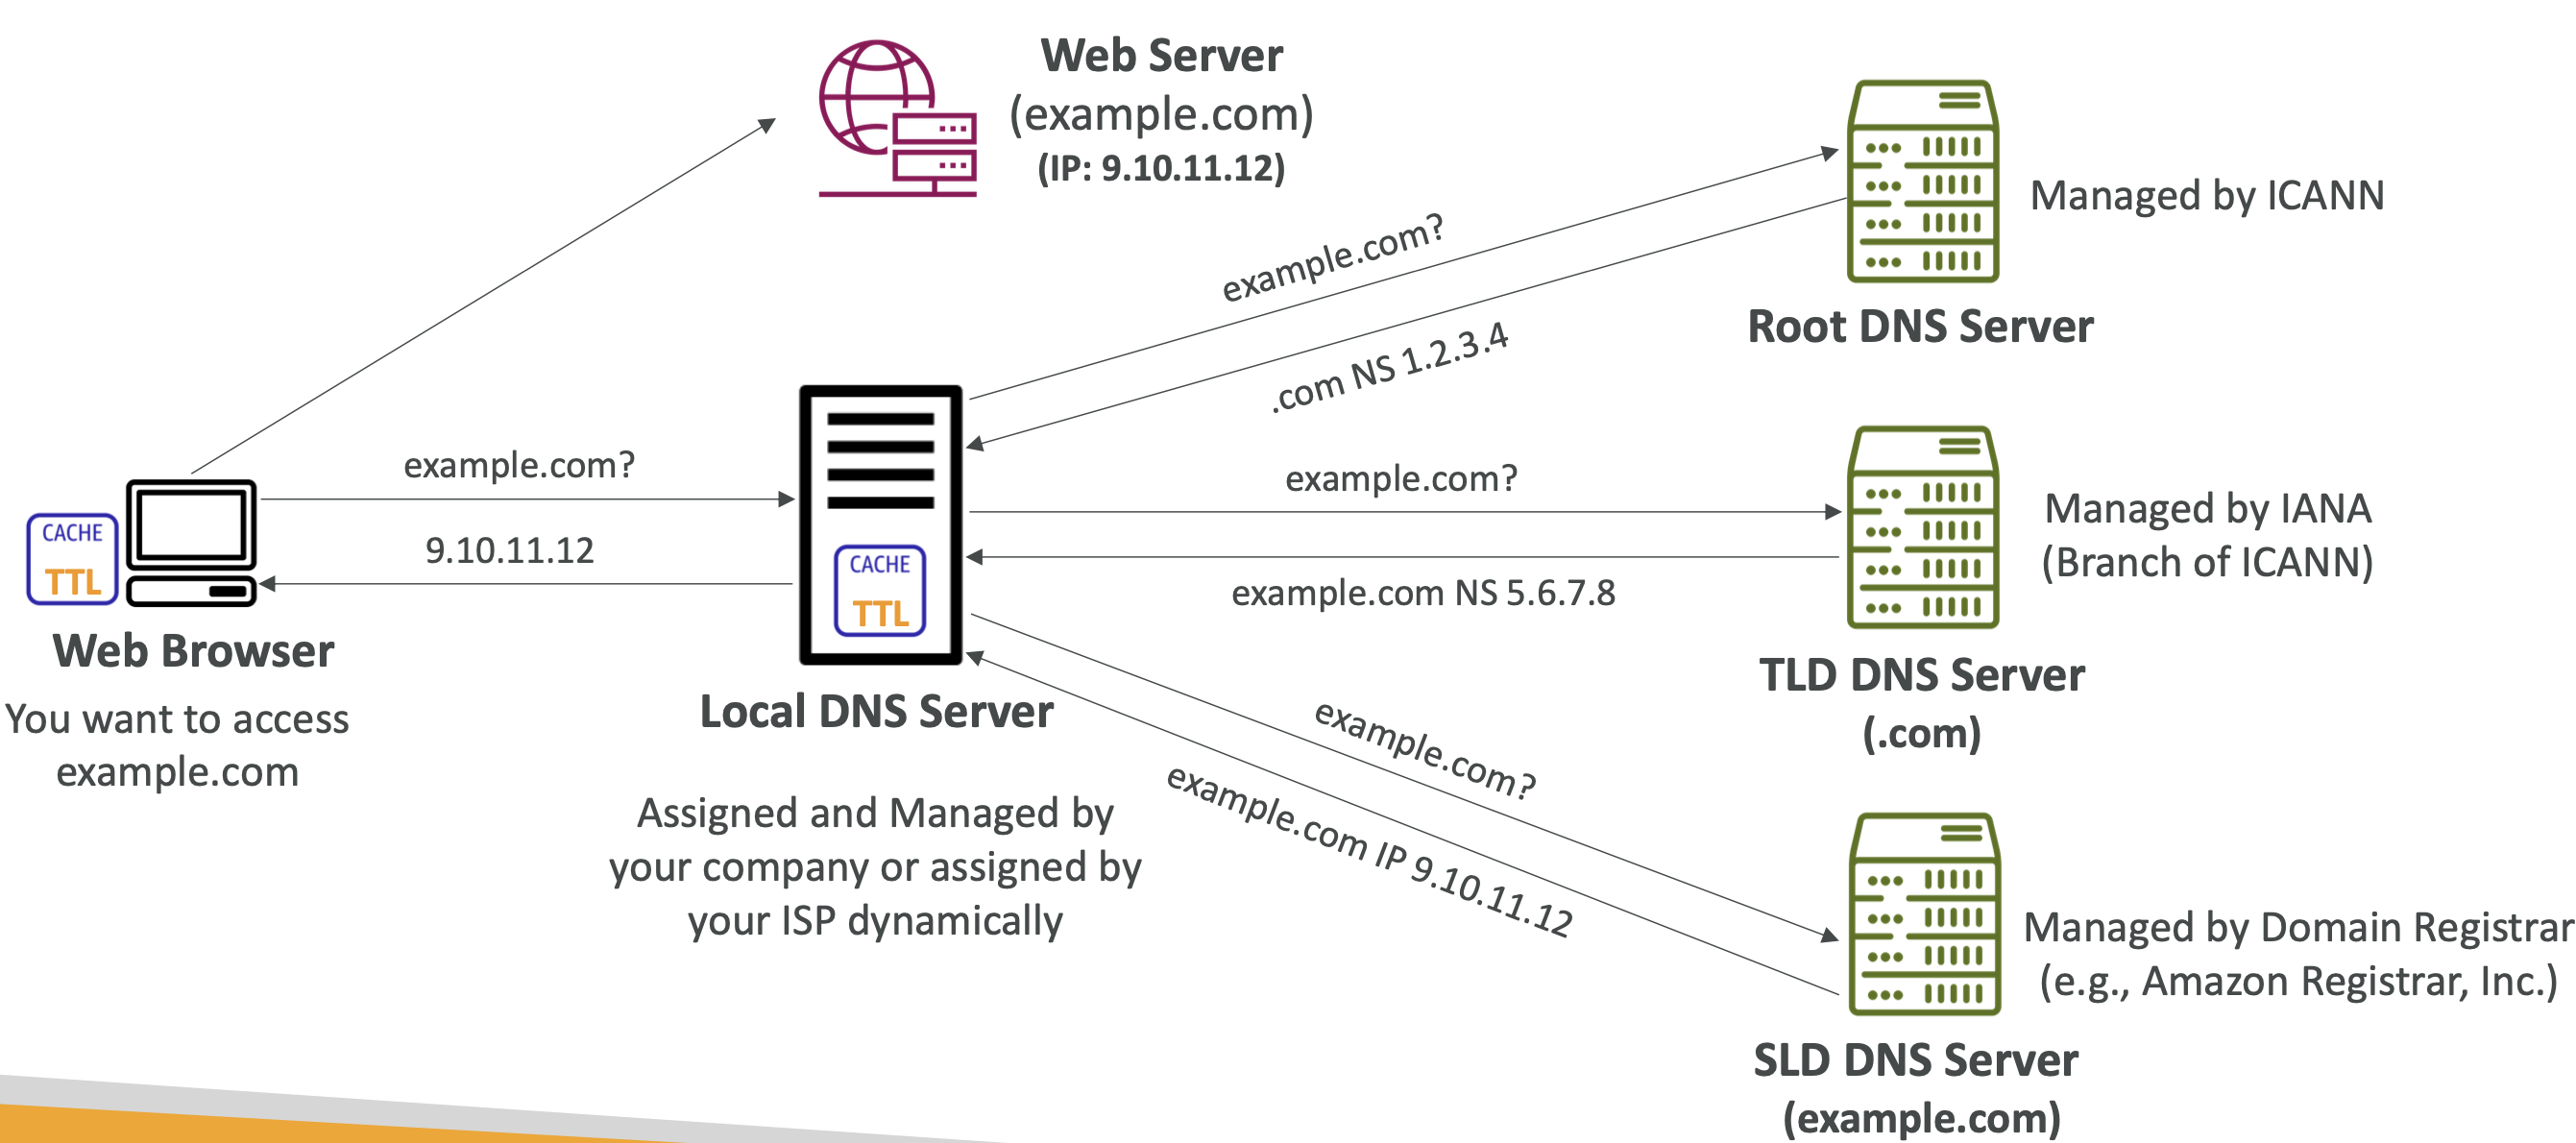 Web Server
(example.com)
(IP: 9.10.11.12)
Managed by ICANN
Root DNS Server
example.com?
.com NS 1.2.3.4
example.com?
9.10.11.12
CACHE
TTL
Web Browser
You want to access
example.com
CACHE
TTL
Local DNS Server
Assigned and Managed by
your company or assigned by
your ISP dynamically
example.com?
example.com NS 5.6.7.8
Managed by IANA
(Branch of ICANN)
TLD DNS Server
(.com)
example.com?
example.com IP 9.10.11.12
Managed by Domain Registrar
(e.g., Amazon Registrar, Inc.)
SLD DNS Server
(example.com)